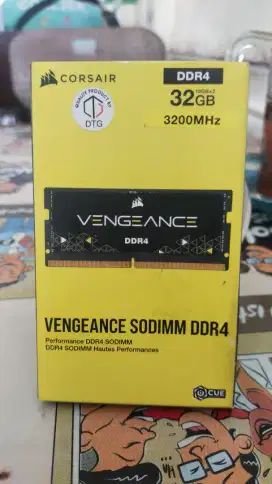 CORSAIR
DDR4
QUALITY PRODUCT BY
DTG
16GBx2
32GB
3200MHz
VENGEANCE
DDR4
VENGEANCE SODIMM DDR4
Performance DDR4 SODIMM
DDR4 SODIMM Hautes Performances
CUE